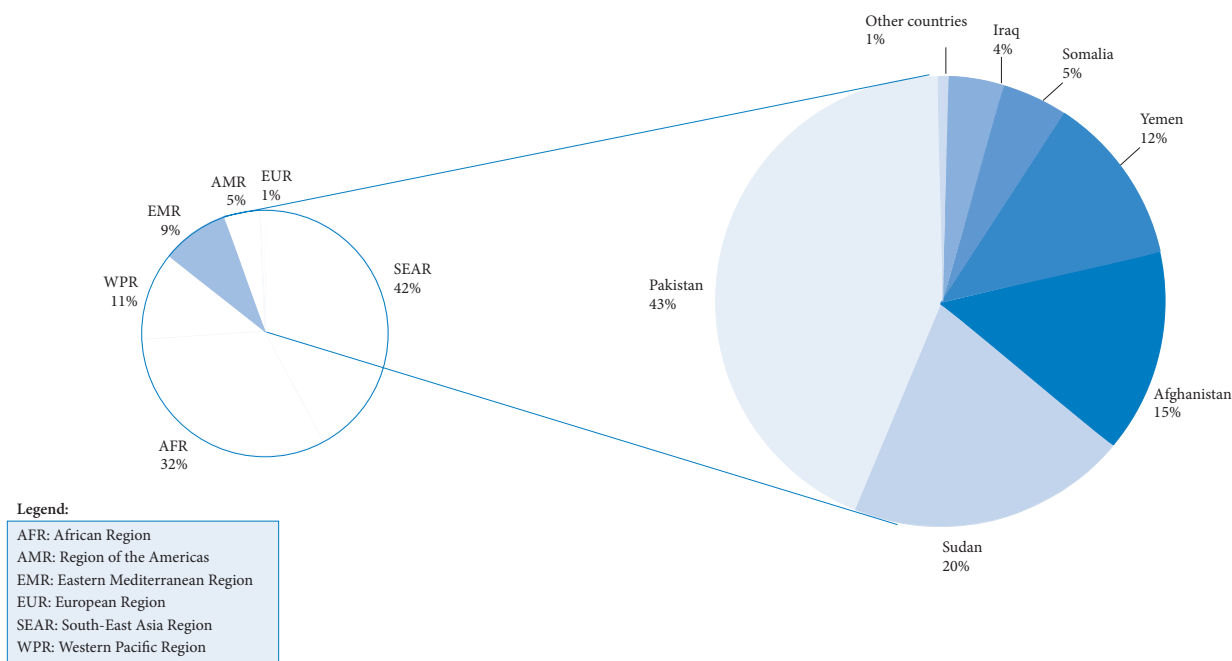 Other countries
1%
Iraq
4%
Somalia
5%
Yemen
12%
Afghanistan
15%
Sudan
20%
Pakistan
43%
EUR
1%
AMR
5%
EMR
9%
WPR
11%
AFR
32%
SEAR
42%
Legend:
AFR: African Region
AMR: Region of the Americas
EMR: Eastern Mediterranean Region
EUR: European Region
SEAR: South-East Asia Region
WPR: Western Pacific Region